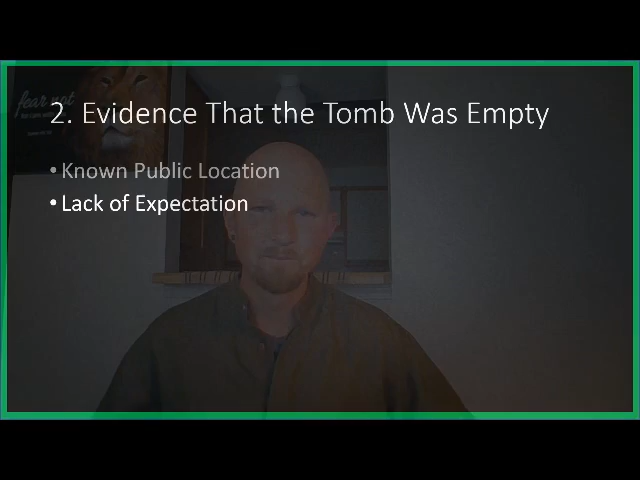 fear not
2. Evidence That the Tomb Was Empty
• Known Public Location
• Lack of Expectation